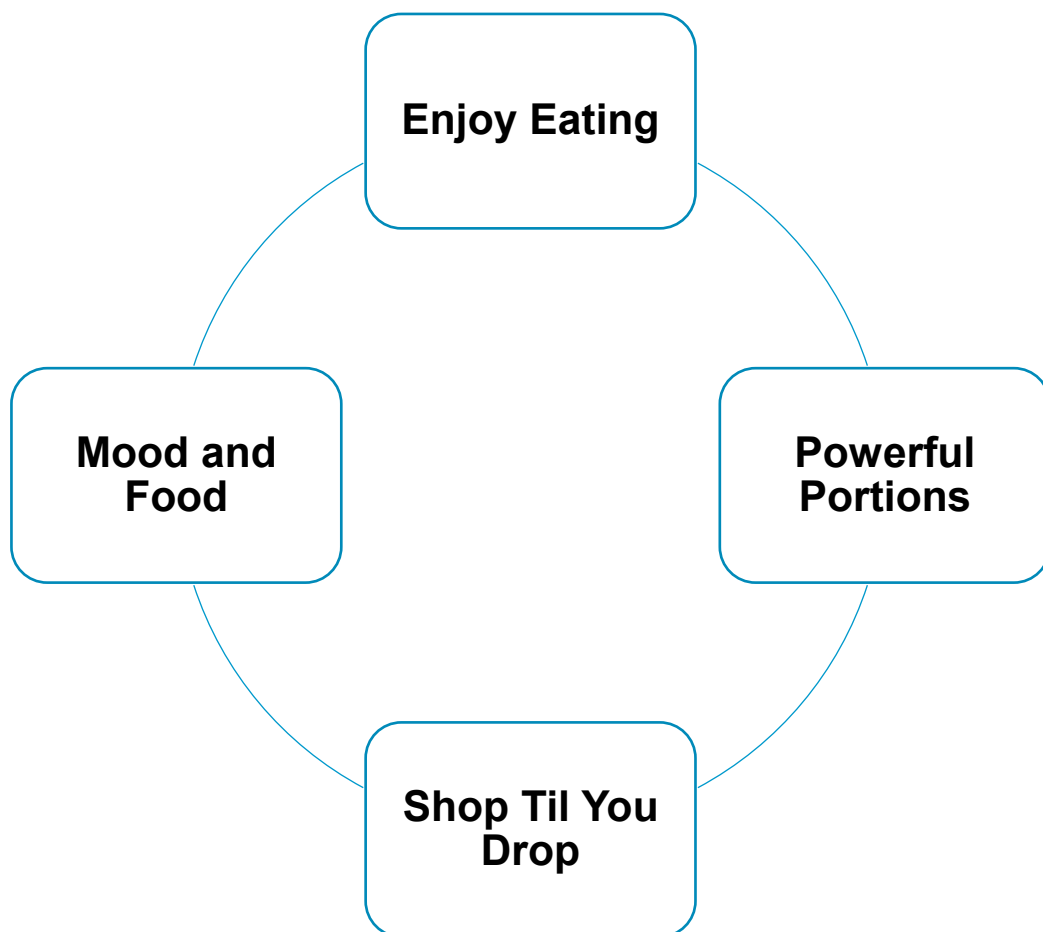 Enjoy Eating
Mood and
Food
Powerful
Portions
Shop Til You
Drop